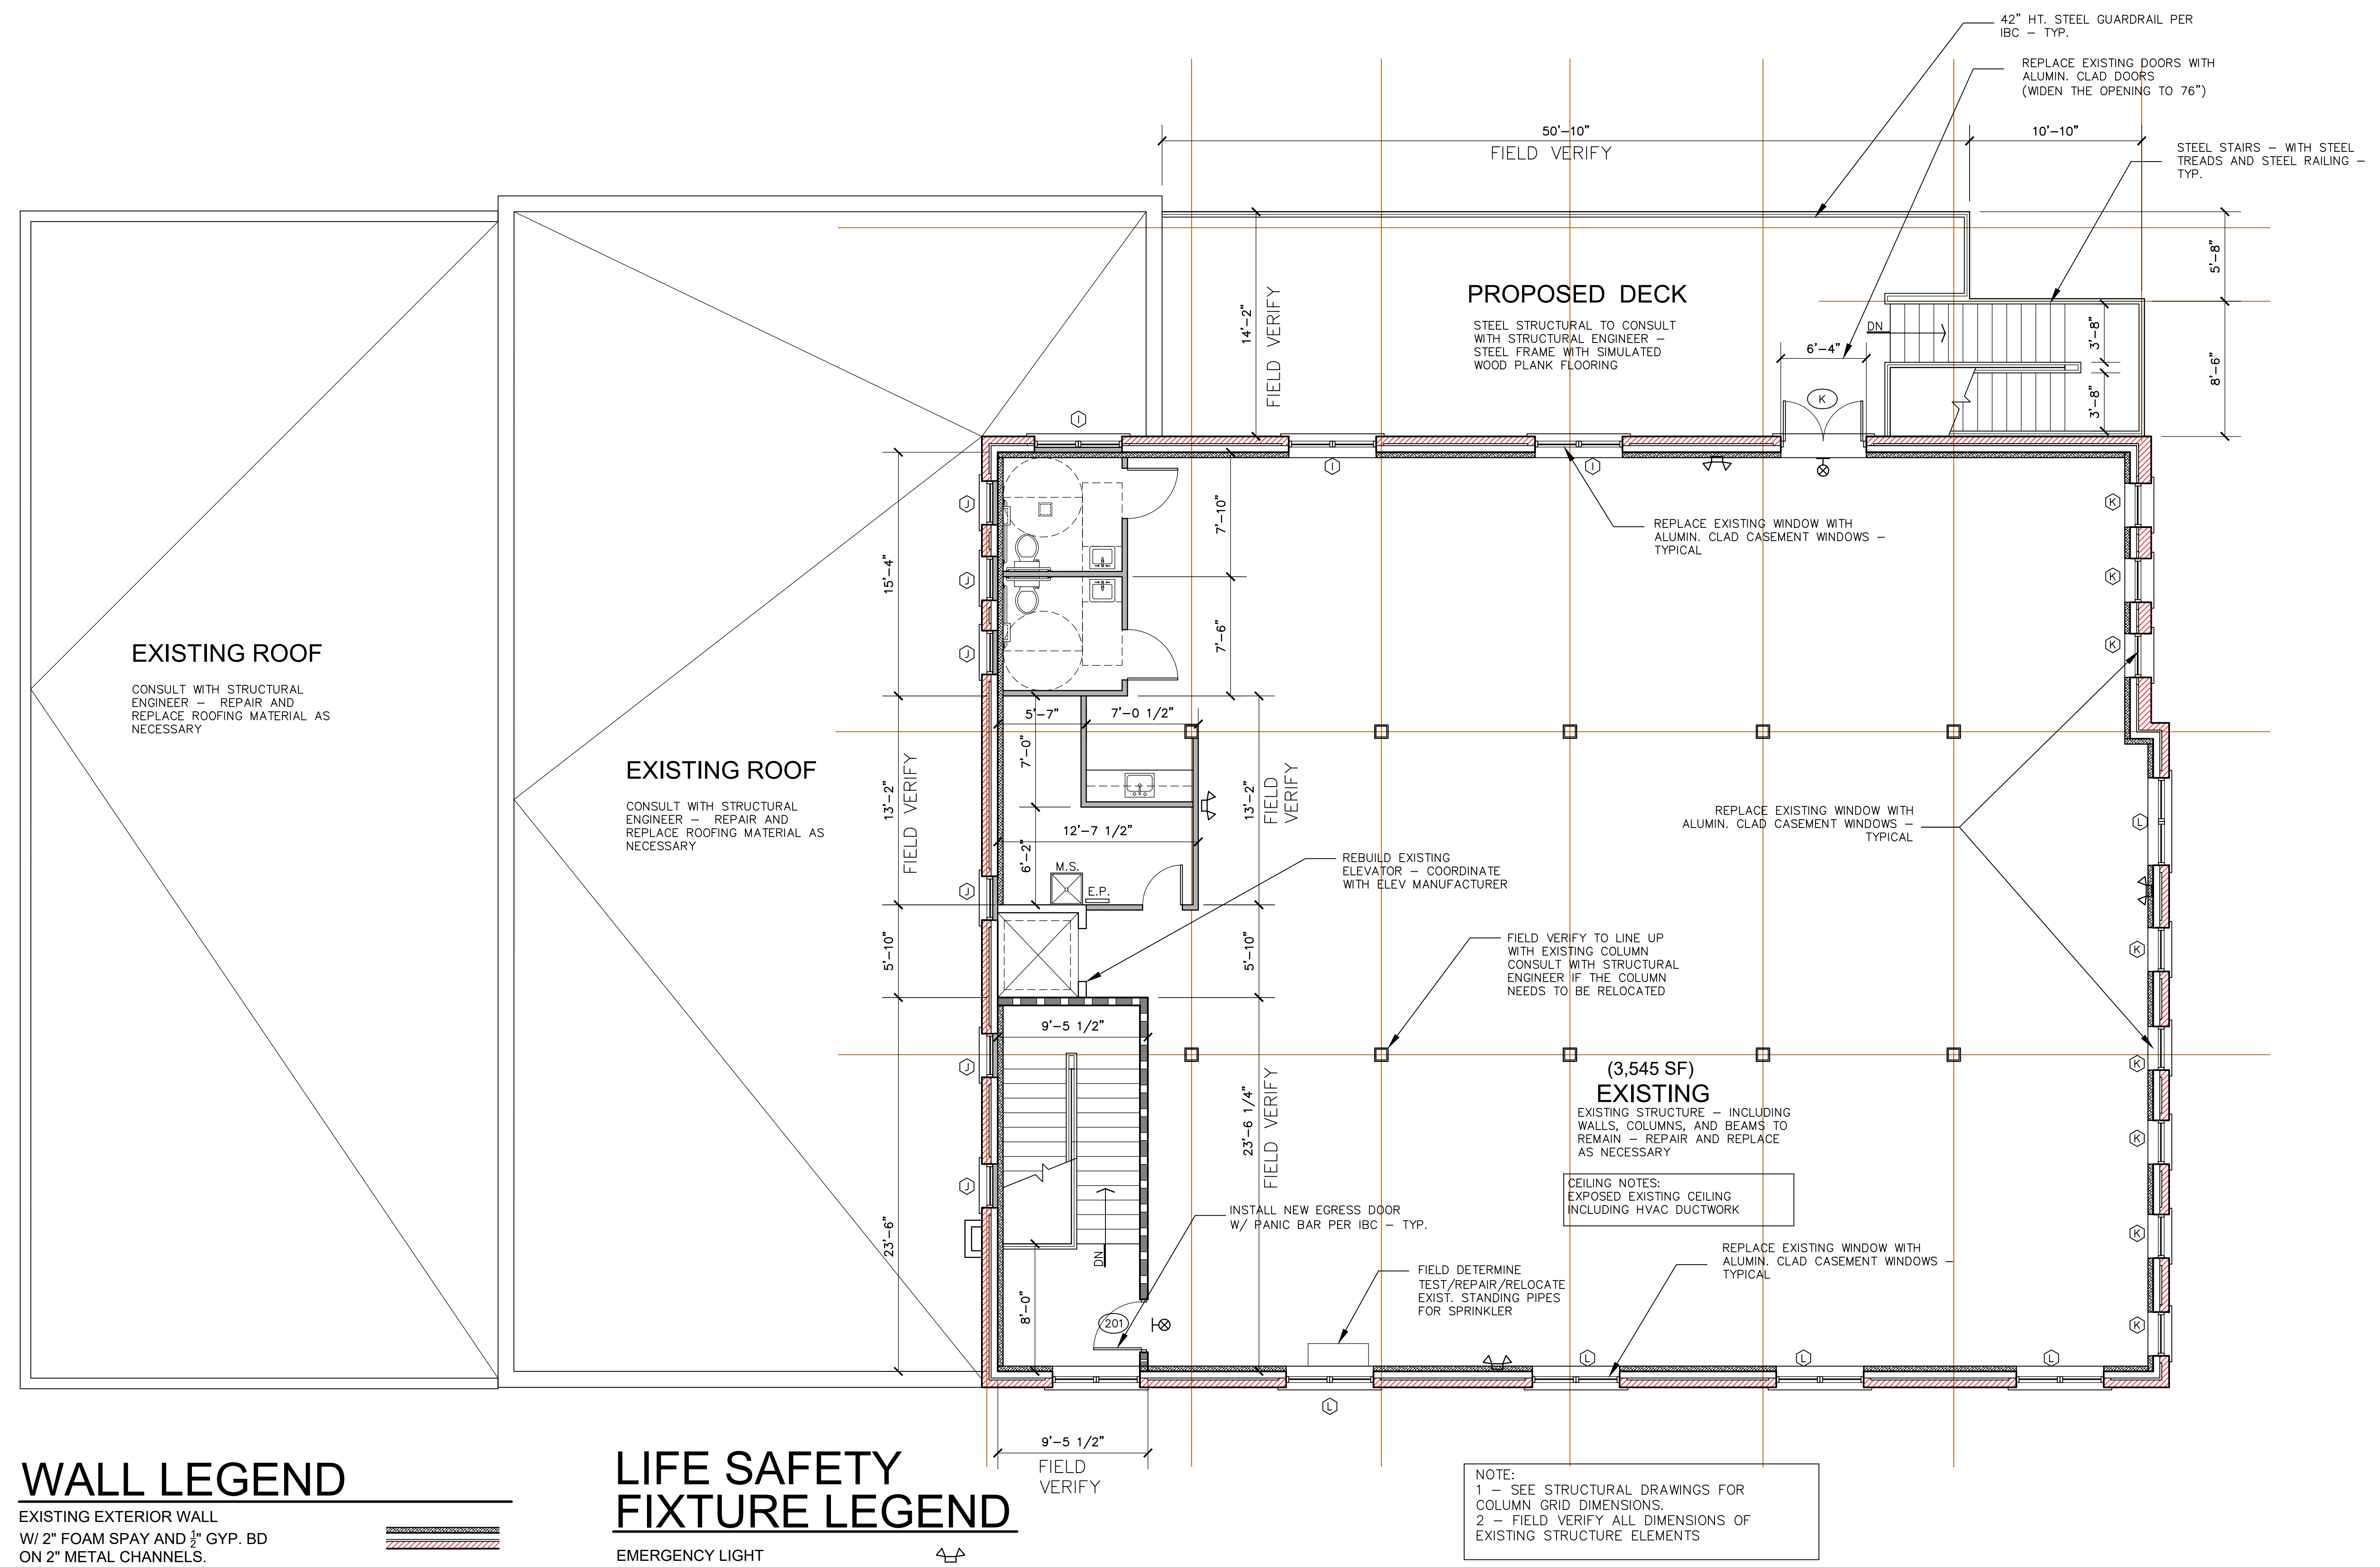 42” HT. STEEL GUARDRAIL PER
IBC – TYP.
REPLACE EXISTING DOORS WITH
ALUMIN. CLAD DOORS
(WIDEN THE OPENING TO 76”)
50’–10”
FIELD VERIFY
10’–10”
STEEL STAIRS – WITH STEEL
TREADS AND STEEL RAILING –
TYP.
5’–8”
8’–6”
14’–2”
FIELD VERIFY
PROPOSED DECK
STEEL STRUCTURAL TO CONSULT
WITH STRUCTURAL ENGINEER –
STEEL FRAME WITH SIMULATED
WOOD PLANK FLOORING
DN
3’–8”
3’–8”
6’–4”
K
I
I
I
J
J
J
J
J
J
K
K
K
15’–4”
7’–10”
7’–6”
REPLACE EXISTING WINDOW WITH
ALUMIN. CLAD CASEMENT WINDOWS –
TYPICAL
EXISTING ROOF
CONSULT WITH STRUCTURAL
ENGINEER – REPAIR AND
REPLACE ROOFING MATERIAL AS
NECESSARY
EXISTING ROOF
CONSULT WITH STRUCTURAL
ENGINEER – REPAIR AND
REPLACE ROOFING MATERIAL AS
NECESSARY
5’–7”
7’–0 1/2”
7’–0”
13’–2”
FIELD VERIFY
13’–2”
FIELD
VERIFY
12’–7 1/2”
6’–2”
M.S.
E.P.
REPLACE EXISTING WINDOW WITH
ALUMIN. CLAD CASEMENT WINDOWS –
TYPICAL
L
REBUILD EXISTING
ELEVATOR – COORDINATE
WITH ELEV MANUFACTURER
5’–10”
5’–10”
FIELD VERIFY TO LINE UP
WITH EXISTING COLUMN
CONSULT WITH STRUCTURAL
ENGINEER IF THE COLUMN
NEEDS TO BE RELOCATED
K
K
K
K
K
9’–5 1/2”
(3,545 SF)
EXISTING
EXISTING STRUCTURE – INCLUDING
WALLS, COLUMNS, AND BEAMS TO
REMAIN – REPAIR AND REPLACE
AS NECESSARY
CEILING NOTES:
EXPOSED EXISTING CEILING
INCLUDING HVAC DUCTWORK
23’–6 1/4”
FIELD VERIFY
23’–6”
INSTALL NEW EGRESS DOOR
W/ PANIC BAR PER IBC – TYP.
DN
8’–0”
201
FIELD DETERMINE
TEST/REPAIR/RELOCATE
EXIST. STANDING PIPES
FOR SPRINKLER
REPLACE EXISTING WINDOW WITH
ALUMIN. CLAD CASEMENT WINDOWS –
TYPICAL
L
L
L
L
9’–5 1/2”
FIELD
VERIFY
WALL LEGEND
EXISTING EXTERIOR WALL
W/ 2" FOAM SPAY AND ½" GYP. BD
ON 2" METAL CHANNELS.
LIFE SAFETY
FIXTURE LEGEND
EMERGENCY LIGHT
NOTE:
1 – SEE STRUCTURAL DRAWINGS FOR
COLUMN GRID DIMENSIONS.
2 – FIELD VERIFY ALL DIMENSIONS OF
EXISTING STRUCTURE ELEMENTS